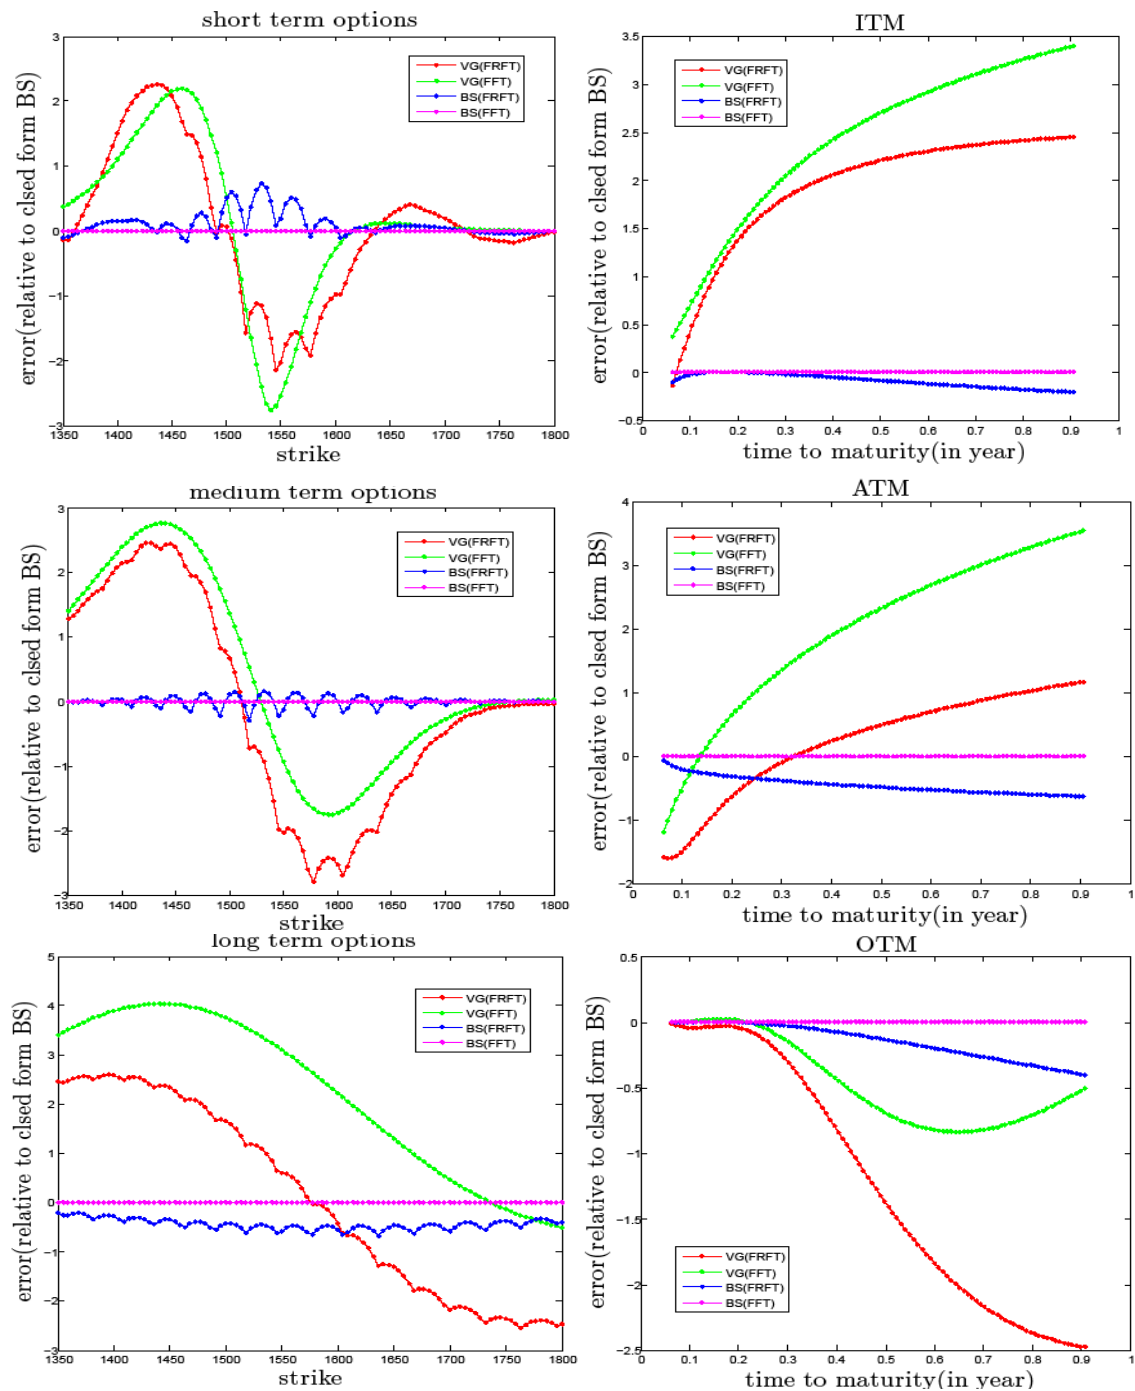 short term options
error(relative to clsed form BS)
3
2
1
0
−1
−2
−3
VG(FRFT)
VG(FFT)
BS(FRFT)
BS(FFT)
1350 1400 1450 1500 1550 1600 1650 1700 1750 1800
strike
ITM
error(relative to clsed form BS)
3.5
3
2.5
2
1.5
1
0.5
0
−0.5
VG(FRFT)
VG(FFT)
BS(FRFT)
BS(FFT)
0 0.1 0.2 0.3 0.4 0.5 0.6 0.7 0.8 0.9 1
time to maturity(in year)
medium term options
error(relative to clsed form BS)
3
2
1
0
−1
−2
−3
VG(FRFT)
VG(FFT)
BS(FRFT)
BS(FFT)
1350 1400 1450 1500 1550 1600 1650 1700 1750 1800
strike
ATM
error(relative to clsed form BS)
4
3
2
1
0
−1
−2
VG(FRFT)
VG(FFT)
BS(FRFT)
BS(FFT)
0 0.1 0.2 0.3 0.4 0.5 0.6 0.7 0.8 0.9 1
time to maturity(in year)
long term options
error(relative to clsed form BS)
5
4
3
2
1
0
−1
−2
−3
VG(FRFT)
VG(FFT)
BS(FRFT)
BS(FFT)
1350 1400 1450 1500 1550 1600 1650 1700 1750 1800
strike
OTM
error(relative to clsed form BS)
0.5
0
−0.5
−1
−1.5
−2
−2.5
VG(FRFT)
VG(FFT)
BS(FRFT)
BS(FFT)
0 0.1 0.2 0.3 0.4 0.5 0.6 0.7 0.8 0.9 1
time to maturity(in year)